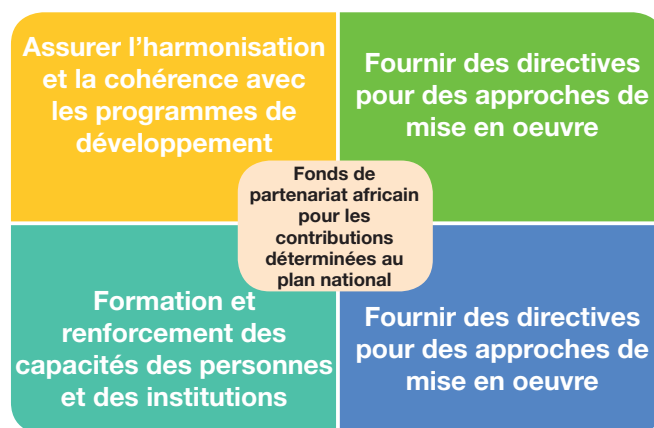 Assurer l'harmonisation
et la cohérence avec
les programmes de
développement
Fournir des directives
pour des approches de
mise en oeuvre
Fonds de
partenariat africain
pour les
contributions
déterminées au
plan national
Formation et
renforcement des
capacités des personnes
et des institutions
Fournir des directives
pour des approches de
mise en oeuvre